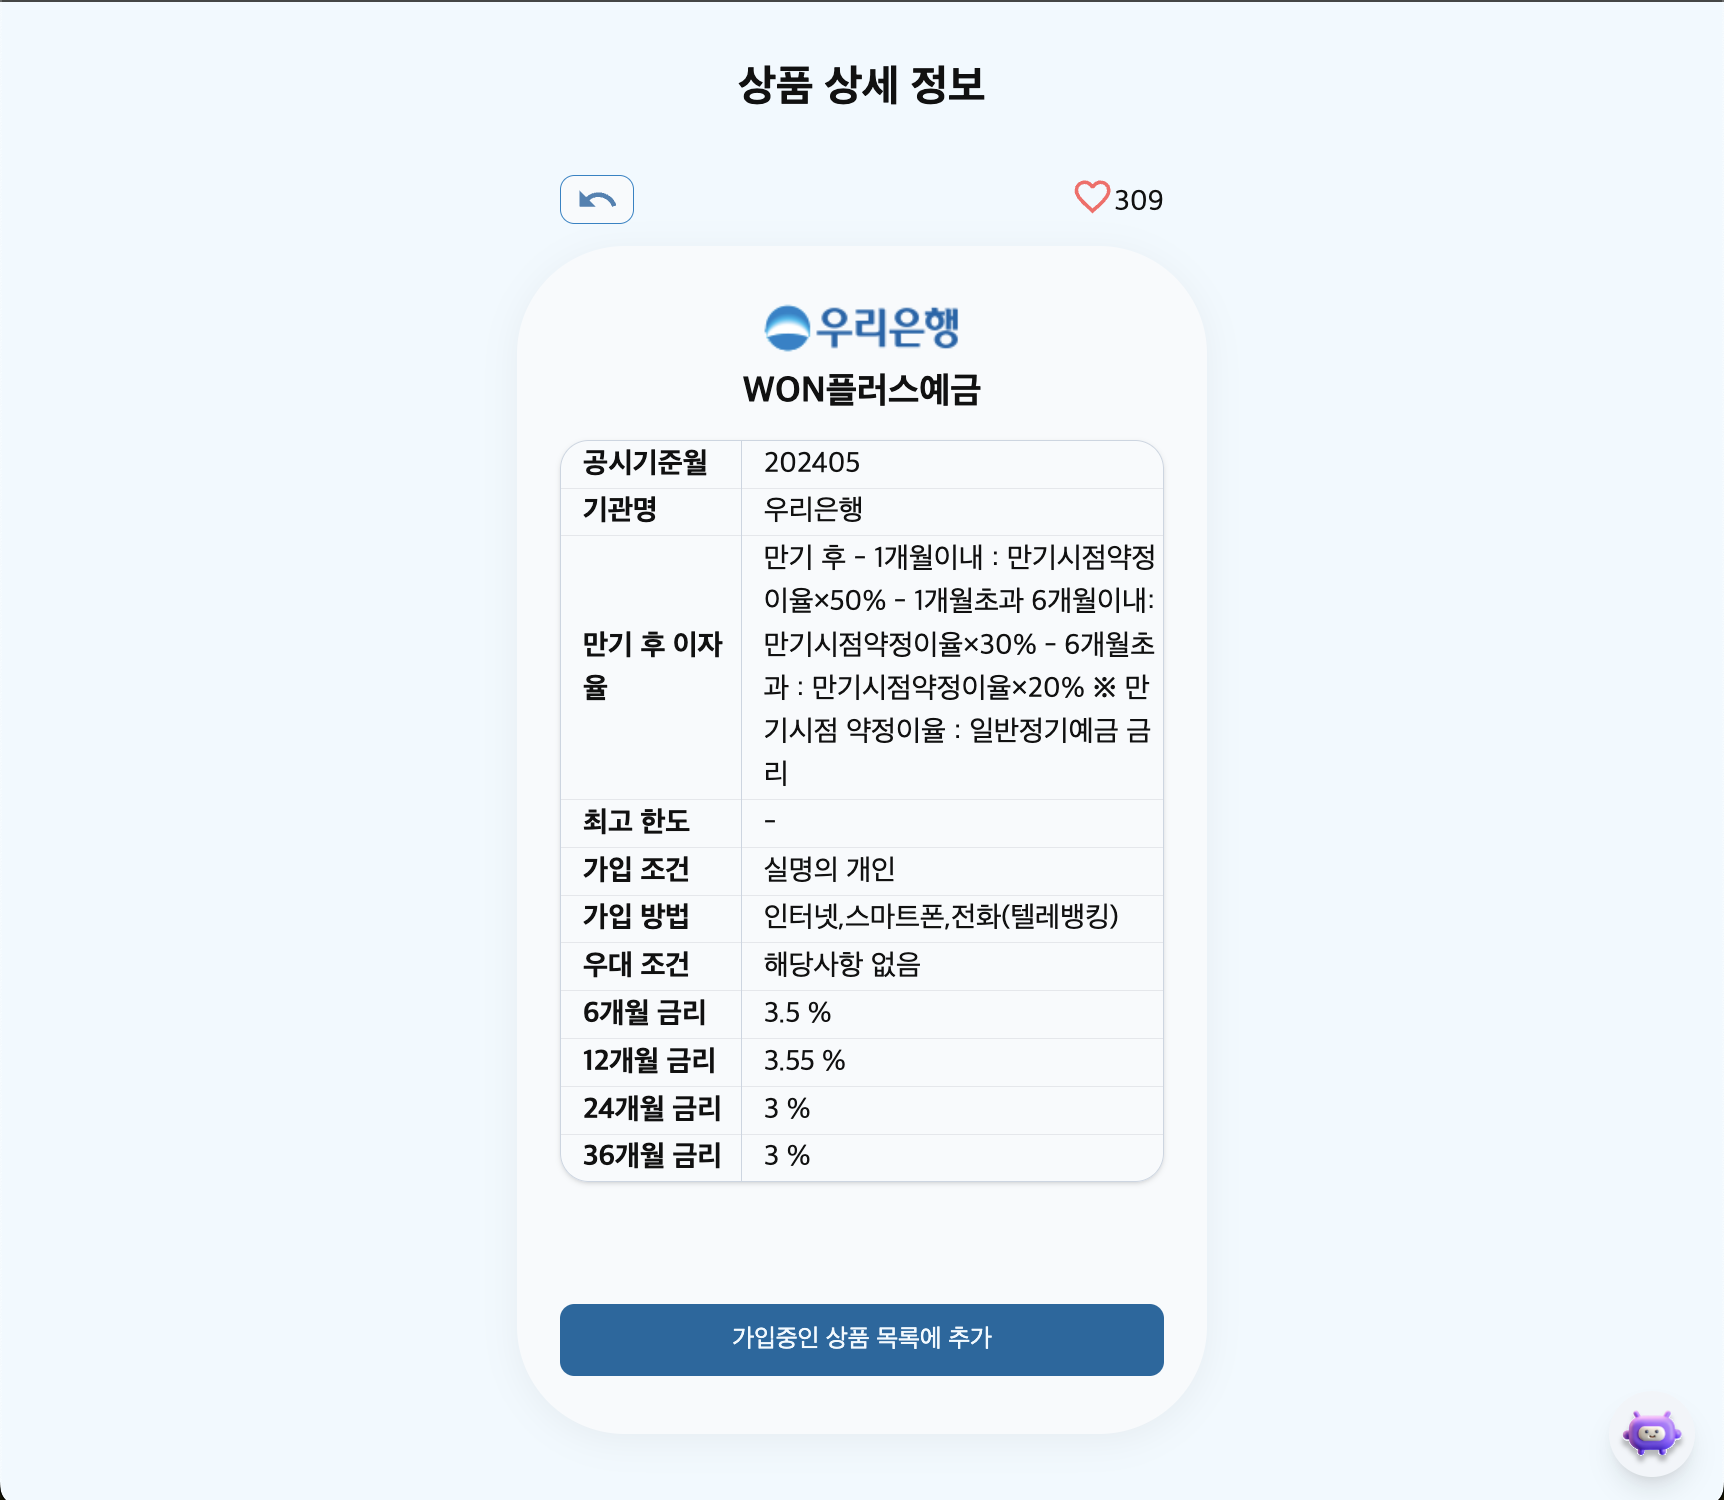 상품 상세 정보
309
우리은행
WON플러스예금
공시기준월 202405
기관명 우리은행
만기 후 이자
율
만기 후 - 1개월이내 : 만기시점약정
이율×50% - 1개월초과 6개월이내:
만기시점약정이율×30% - 6개월초
과 : 만기시점약정이율×20% ※ 만
기시점 약정이율 : 일반정기예금 금
리
최고 한도 -
가입 조건 실명의 개인
가입 방법 인터넷,스마트폰,전화(텔레뱅킹)
우대 조건 해당사항 없음
6개월 금리 3.5 %
12개월 금리 3.55 %
24개월 금리 3 %
36개월 금리 3 %
가입중인 상품 목록에 추가